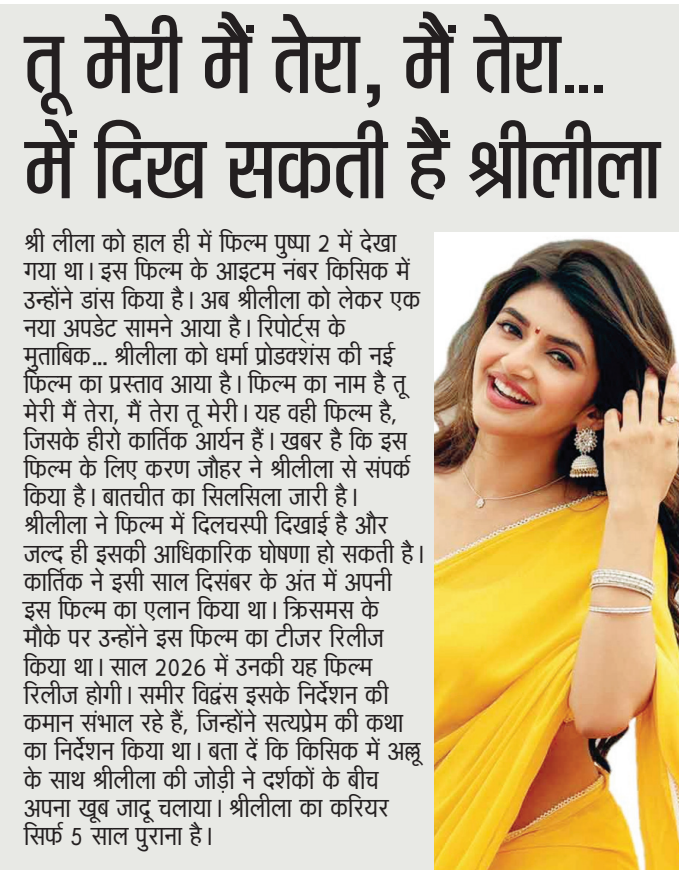 तू मेरी मैं तेरा, मैं तेरा...
में दिख सकती हैं श्रीलीला
श्री लीला को हाल ही में फिल्म पुष्पा 2 में देखा
गया था। इस फिल्म के आइटम नंबर किसिक में
उन्होंने डांस किया है। अब श्रीलीला को लेकर एक
नया अपडेट सामने आया है। रिपोर्ट्स के
मुताबिक... श्रीलीला को धर्मा प्रोडक्शंस की नई
फिल्म का प्रस्ताव आया है। फिल्म का नाम है तू
मेरी मैं तेरा, मैं तेरा तू मेरी। यह वही फिल्म है,
जिसके हीरो कार्तिक आर्यन हैं। खबर है कि इस
फिल्म के लिए करण जौहर ने श्रीलीला से संपर्क
किया है। बातचीत का सिलसिला जारी है।
श्रीलीला ने फिल्म में दिलचस्पी दिखाई है और
जल्द ही इसकी आधिकारिक घोषणा हो सकती है।
कार्तिक ने इसी साल दिसंबर के अंत में अपनी
इस फिल्म का एलान किया था। क्रिसमस के
मौके पर उन्होंने इस फिल्म का टीजर रिलीज
किया था। साल 2026 में उनकी यह फिल्म
रिलीज होगी। समीर विद्वंस इसके निर्देशन की
कमान संभाल रहे हैं, जिन्होंने सत्यप्रेम की कथा
का निर्देशन किया था। बता दें कि किसिक में अल्लू
के साथ श्रीलीला की जोड़ी ने दर्शकों के बीच
अपना खूब जादू चलाया। श्रीलीला का करियर
सिर्फ 5 साल पुराना है।